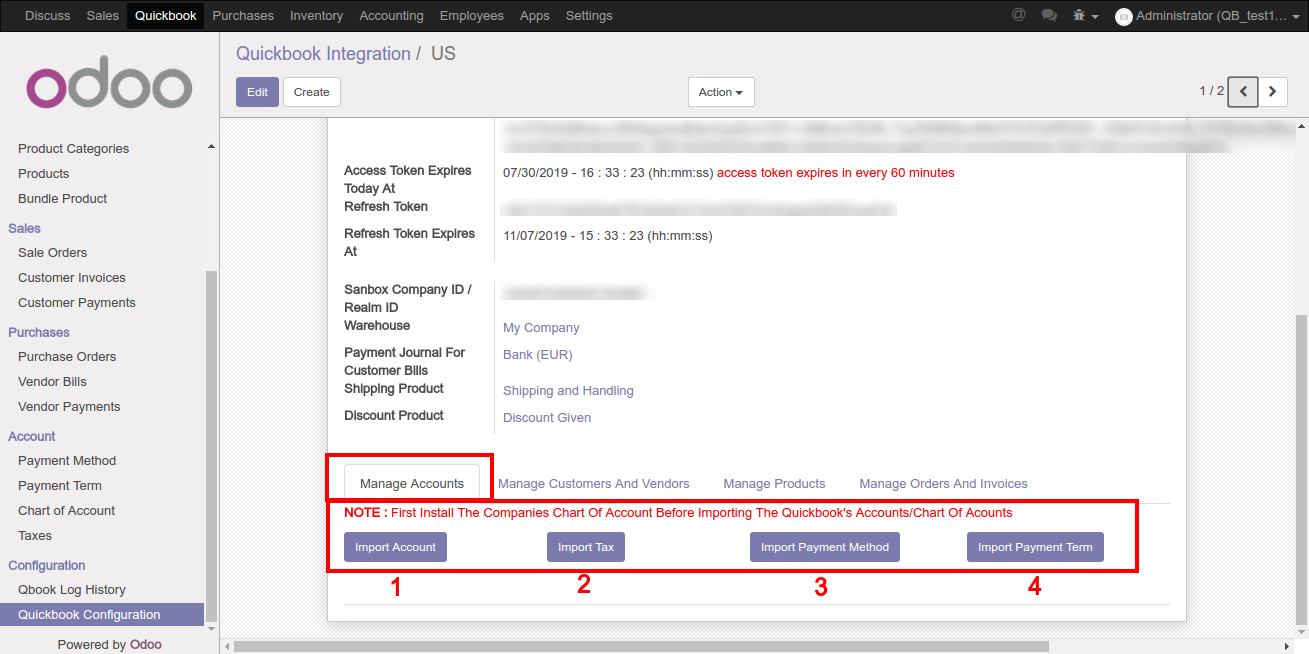 Discuss Sales Quickbook Purchases Inventory Accounting Employees Apps Settings @ Administrator (QB_test1...
odoo
Quickbook Integration / US
Edit Create Action 1 / 2
Product Categories
Products
Bundle Product
Sales
Sale Orders
Customer Invoices
Customer Payments
Purchases
Purchase Orders
Vendor Bills
Vendor Payments
Account
Payment Method
Payment Term
Chart of Account
Taxes
Configuration
Qbook Log History
Quickbook Configuration
Powered by Odoo
Access Token Expires
Today At
07/30/2019 - 16 : 33 : 23 (hh:mm:ss) access token expires in every 60 minutes
Refresh Token
Refresh Token Expires
At
11/07/2019 - 15 : 33 : 23 (hh:mm:ss)
Sanbox Company ID /
Realm ID
Warehouse My Company
Payment Journal For
Customer Bills
Bank (EUR)
Shipping Product Shipping and Handling
Discount Product Discount Given
Manage Accounts Manage Customers And Vendors Manage Products Manage Orders And Invoices
NOTE : First Install The Companies Chart Of Account Before Importing The Quickbook's Accounts/Chart Of Acounts
Import Account Import Tax Import Payment Method Import Payment Term
1 2 3 4